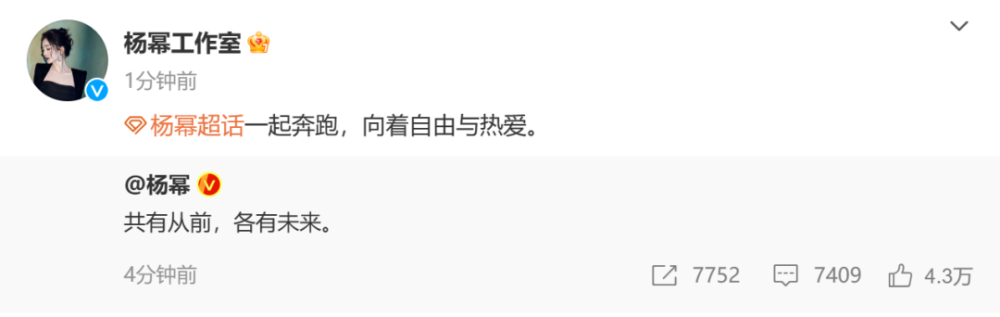 杨幂工作室
1分钟前
杨幂超话一起奔跑，向着自由与热爱。
@杨幂
共有从前，各有未来。
4分钟前 7752 7409 4.3万